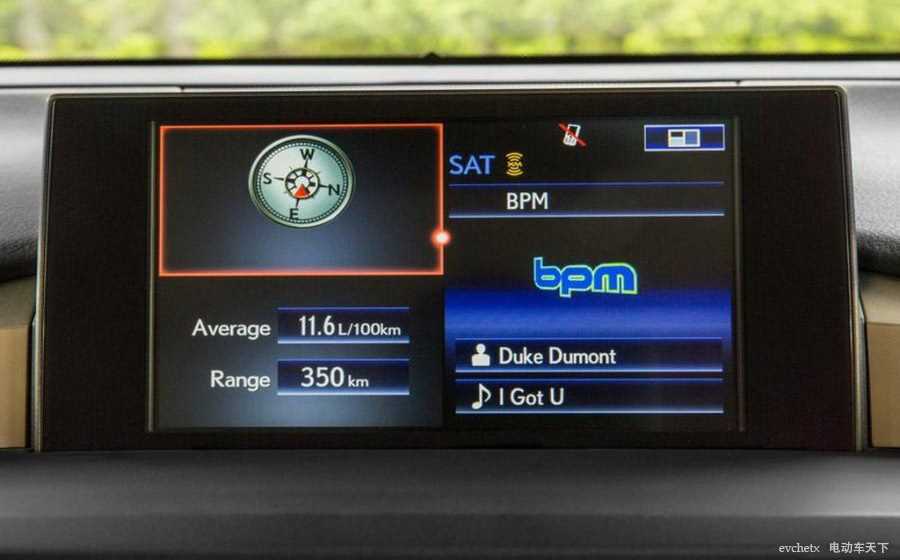 W
S
N
E
Average 11.6 L/100km
Range 350 km
SAT XM
BPM
bpm
Duke Dumont
I Got U
evchetx 电动车天下